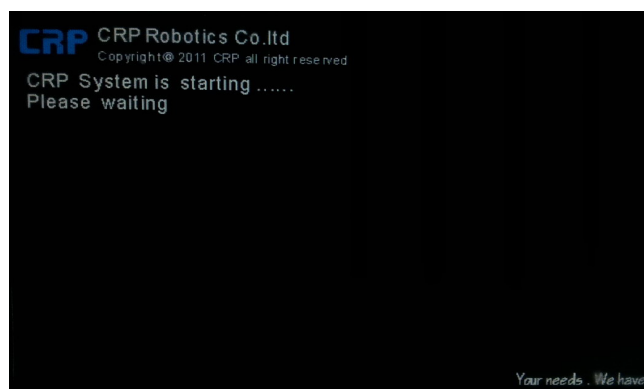 CRP CRP Robotics Co.ltd
Copyright@ 2011 CRP all right reserved
CRP System is starting ......
Please waiting
Your needs . We have